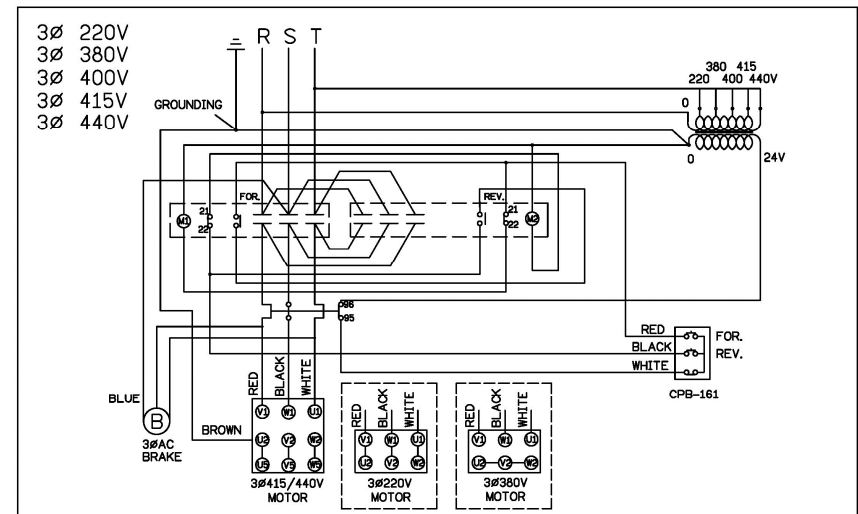 3Ø 220V
3Ø 380V
3Ø 400V
3Ø 415V
3Ø 440V
R S T
GROUNDING
380 415
220 400 440V
0
0
24V
FOR.
REV.
M1
21
22
21
22
M2
96
95
RED
FOR.
BLACK
REV.
WHITE
CPB-161
BLUE
B
3ØAC
BRAKE
BROWN
RED
BLACK
WHITE
V1 W1 U1
U2 V2 W2
U5 V5 W5
3Ø415/440V
MOTOR
RED
BLACK
WHITE
V1 W1 U1
U2 V2 W2
3Ø220V
MOTOR
RED
BLACK
WHITE
V1 W1 U1
U2 V2 W2
3Ø380V
MOTOR